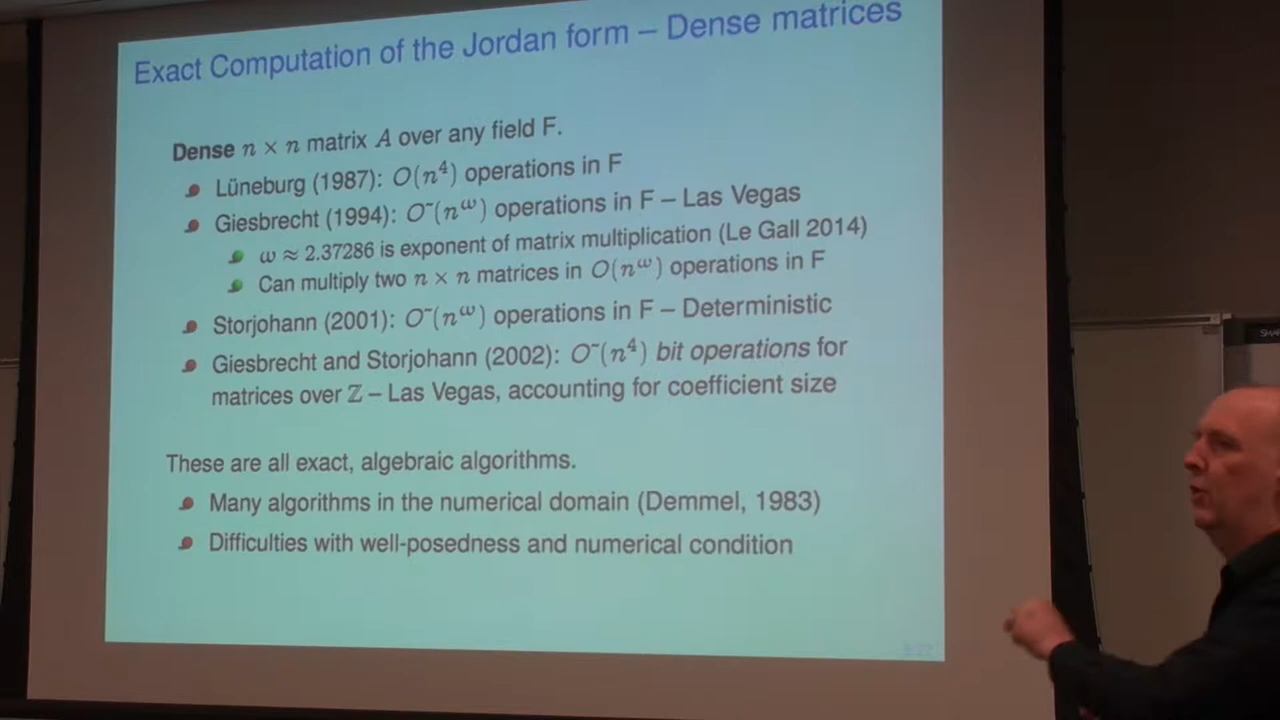 Exact Computation of the Jordan form – Dense matrices
Dense n × n matrix A over any field F.
Lüneburg (1987): O(n⁴) operations in F
Giesbrecht (1994): O˜(n^ω) operations in F – Las Vegas
ω ≈ 2.37286 is exponent of matrix multiplication (Le Gall 2014)
Can multiply two n × n matrices in O(n^ω) operations in F
Storjohann (2001): O˜(n^ω) operations in F – Deterministic
Giesbrecht and Storjohann (2002): O˜(n⁴) bit operations for
matrices over ℤ – Las Vegas, accounting for coefficient size
These are all exact, algebraic algorithms.
Many algorithms in the numerical domain (Demmel, 1983)
Difficulties with well-posedness and numerical condition